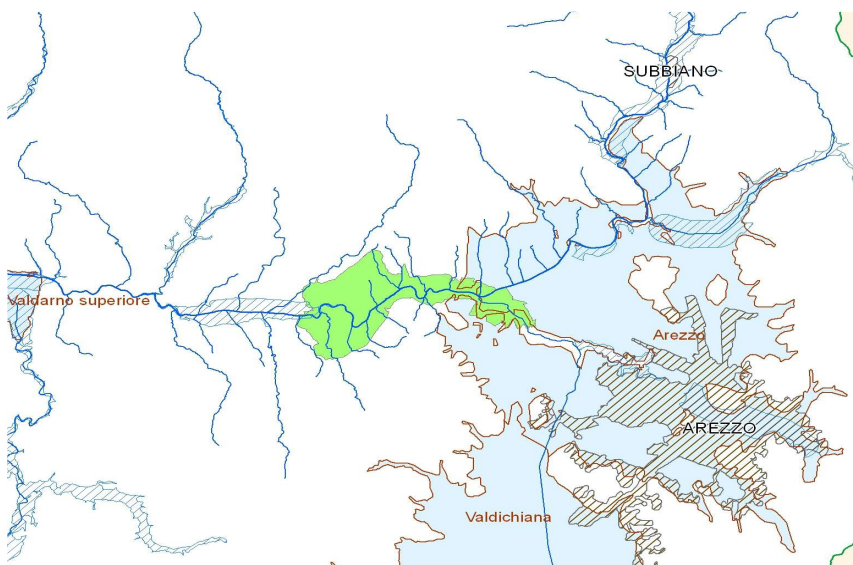 SUBBIANO
Valdarno superiore
Arezzo
AREZZO
Valdichiana